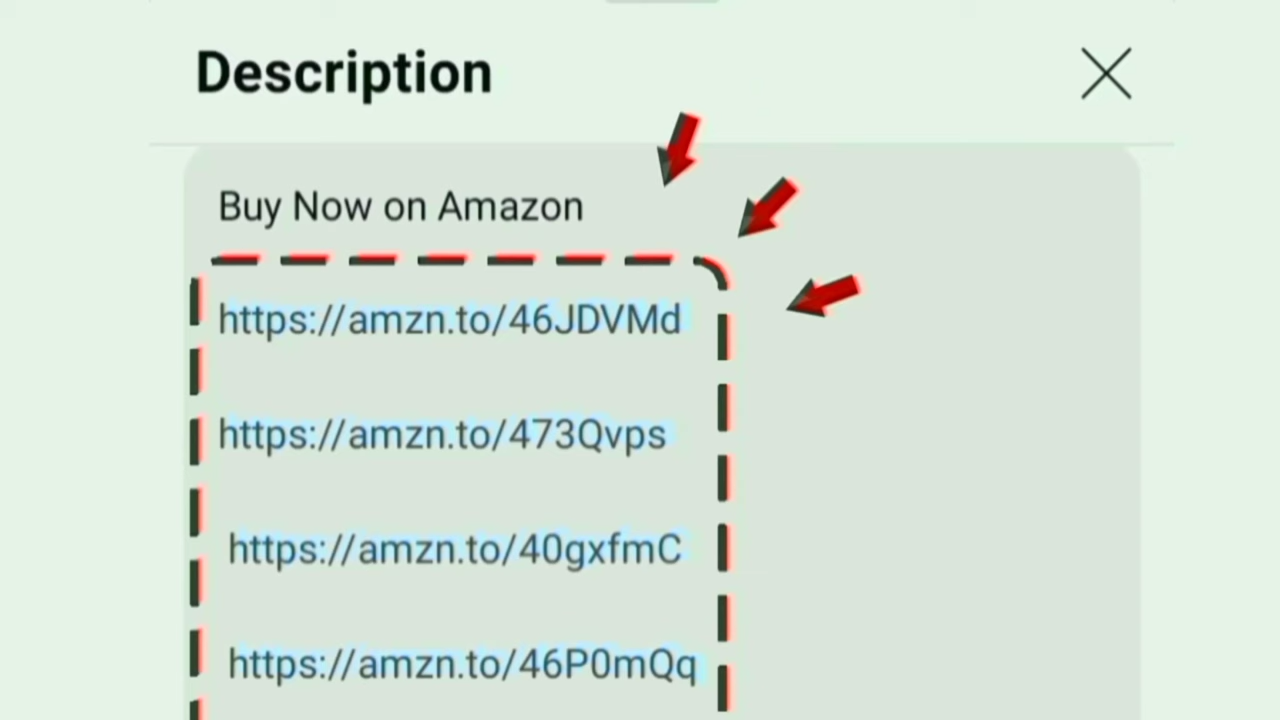 Description
Buy Now on Amazon
https://amzn.to/46JDVMd
https://amzn.to/473Qvps
https://amzn.to/40gxfmC
https://amzn.to/46P0mQq